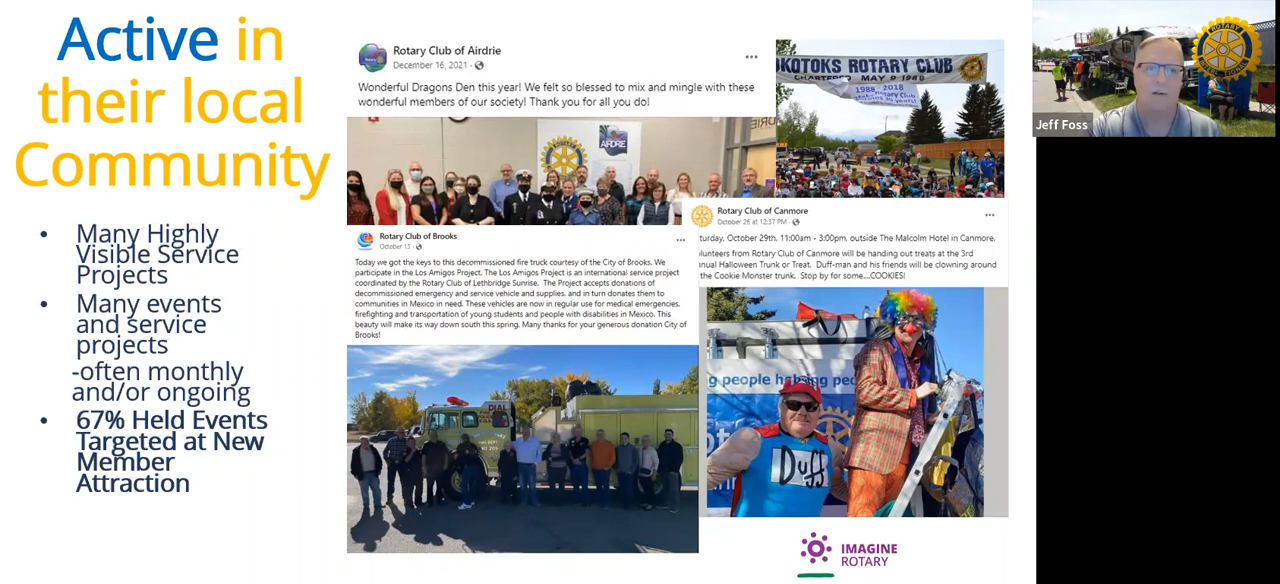 Active in
their local
Community
• Many Highly
Visible Service
Projects
• Many events
and service
projects
-often monthly
and/or ongoing
• 67% Held Events
Targeted at New
Member
Attraction
Rotary Club of Airdrie
December 16, 2021 ·
Wonderful Dragons Den this year! We felt so blessed to mix and mingle with these
wonderful members of our society! Thank you for all you do!
AIRDRIE
KOTOKS ROTARY CLUB
CHARTERED MAY 9 1988
1988 2018
Rotary Club of Brooks
October 13 ·
Today we got the keys to this decommissioned fire truck courtesy of the City of Brooks. We
participate in the Los Amigos Project. The Los Amigos Project is an international service project
coordinated by the Rotary Club of Lethbridge Sunrise. The Project accepts donations of
decommissioned emergency and service vehicle and supplies, and in turn donates them to
communities in Mexico in need. These vehicles are now in regular use for medical emergencies,
firefighting and transportation of young students and people with disabilities in Mexico. This
beauty will make its way down south this spring. Many thanks for your generous donation City of
Brooks!
DIAL
Rotary Club of Canmore
October 26 at 12:37 PM ·
turday, October 29th, 11:00am - 3:00pm, outside The Malcolm Hotel in Canmore,
lunteers from Rotary Club of Canmore will be handing out treats at the 3rd
nnual Halloween Trunk or Treat. Duff-man and his friends will be clowning around
the Cookie Monster trunk. Stop by for some....COOKIES!
g people helping peo
Duff
IMAGINE
ROTARY
ROTARY
Jeff Foss